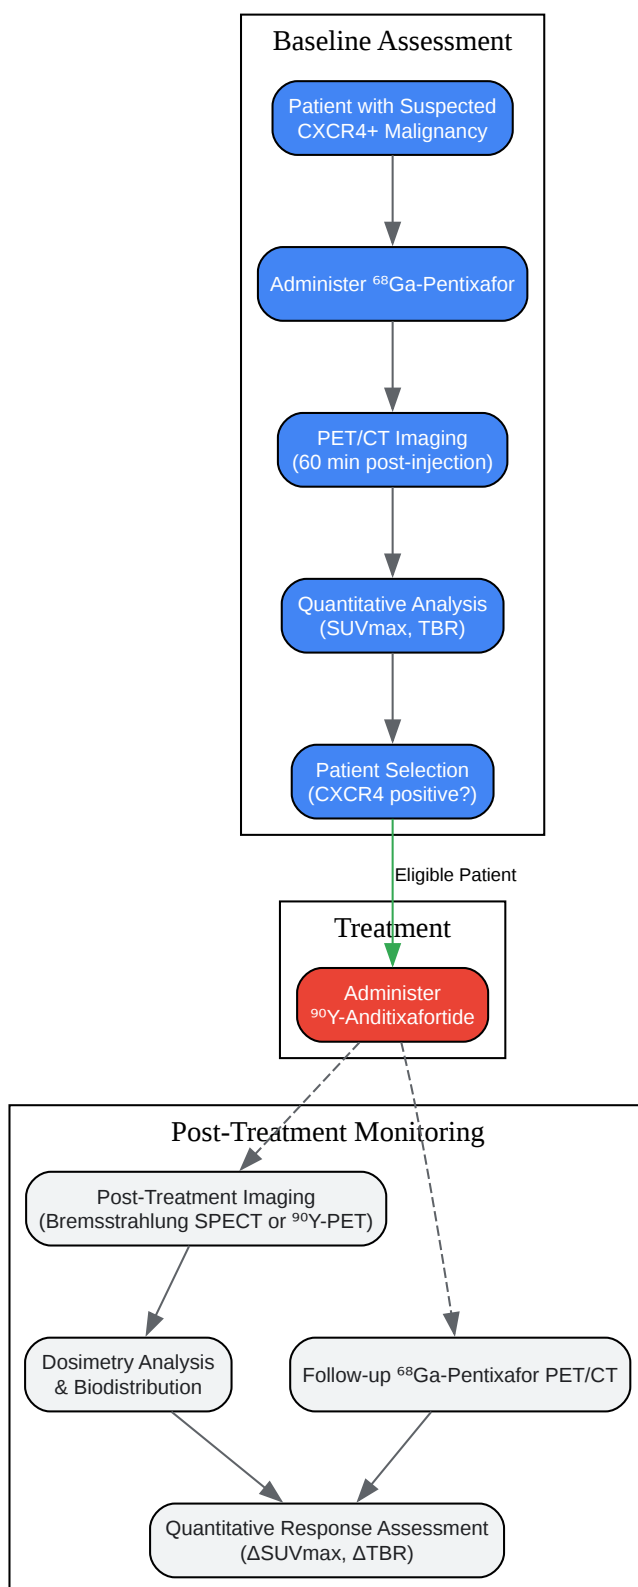 Baseline Assessment
Patient with Suspected
CXCR4+ Malignancy
Administer ⁶⁸Ga-Pentixafor
PET/CT Imaging
(60 min post-injection)
Quantitative Analysis
(SUVmax, TBR)
Patient Selection
(CXCR4 positive?)
Eligible Patient
Treatment
Administer
⁹⁰Y-Anditixafortide
Post-Treatment Monitoring
Post-Treatment Imaging
(Bremsstrahlung SPECT or ⁹⁰Y-PET)
Dosimetry Analysis
& Biodistribution
Follow-up ⁶⁸Ga-Pentixafor PET/CT
Quantitative Response Assessment
(ΔSUVmax, ΔTBR)